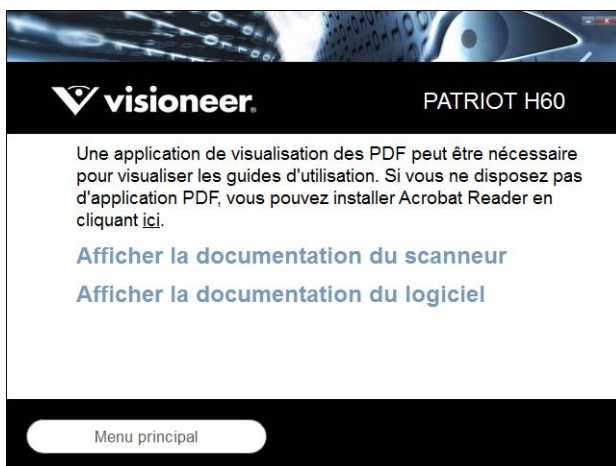 visioneer.
PATRIOT H60
Une application de visualisation des PDF peut être nécessaire
pour visualiser les guides d'utilisation. Si vous ne disposez pas
d'application PDF, vous pouvez installer Acrobat Reader en
cliquant ici.
Afficher la documentation du scanneur
Afficher la documentation du logiciel
Menu principal